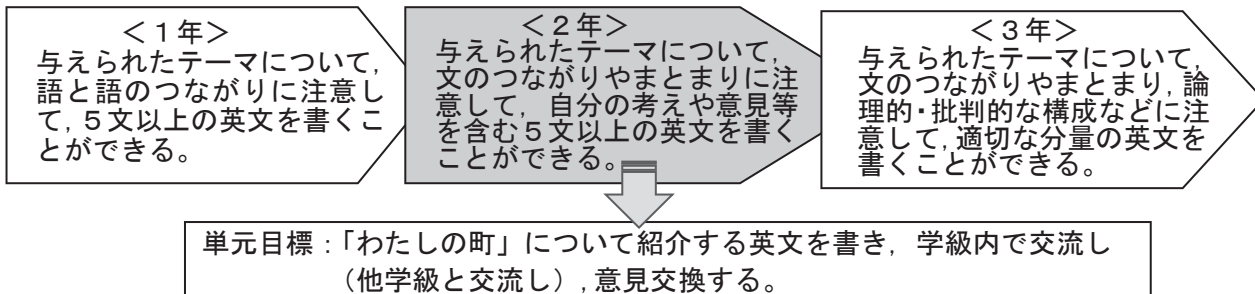 ＜１年＞
与えられたテーマについて，
語と語のつながりに注意し
て，５文以上の英文を書くこ
とができる。
＜２年＞
与えられたテーマについて，
文のつながりやまとまりに注
意して，自分の考えや意見等
を含む５文以上の英文を書く
ことができる。
＜３年＞
与えられたテーマについて，
文のつながりやまとまり，論
理的・批判的な構成などに注
意して，適切な分量の英文を
書くことができる。
単元目標：「わたしの町」について紹介する英文を書き，学級内で交流し
（他学級と交流し），意見交換する。